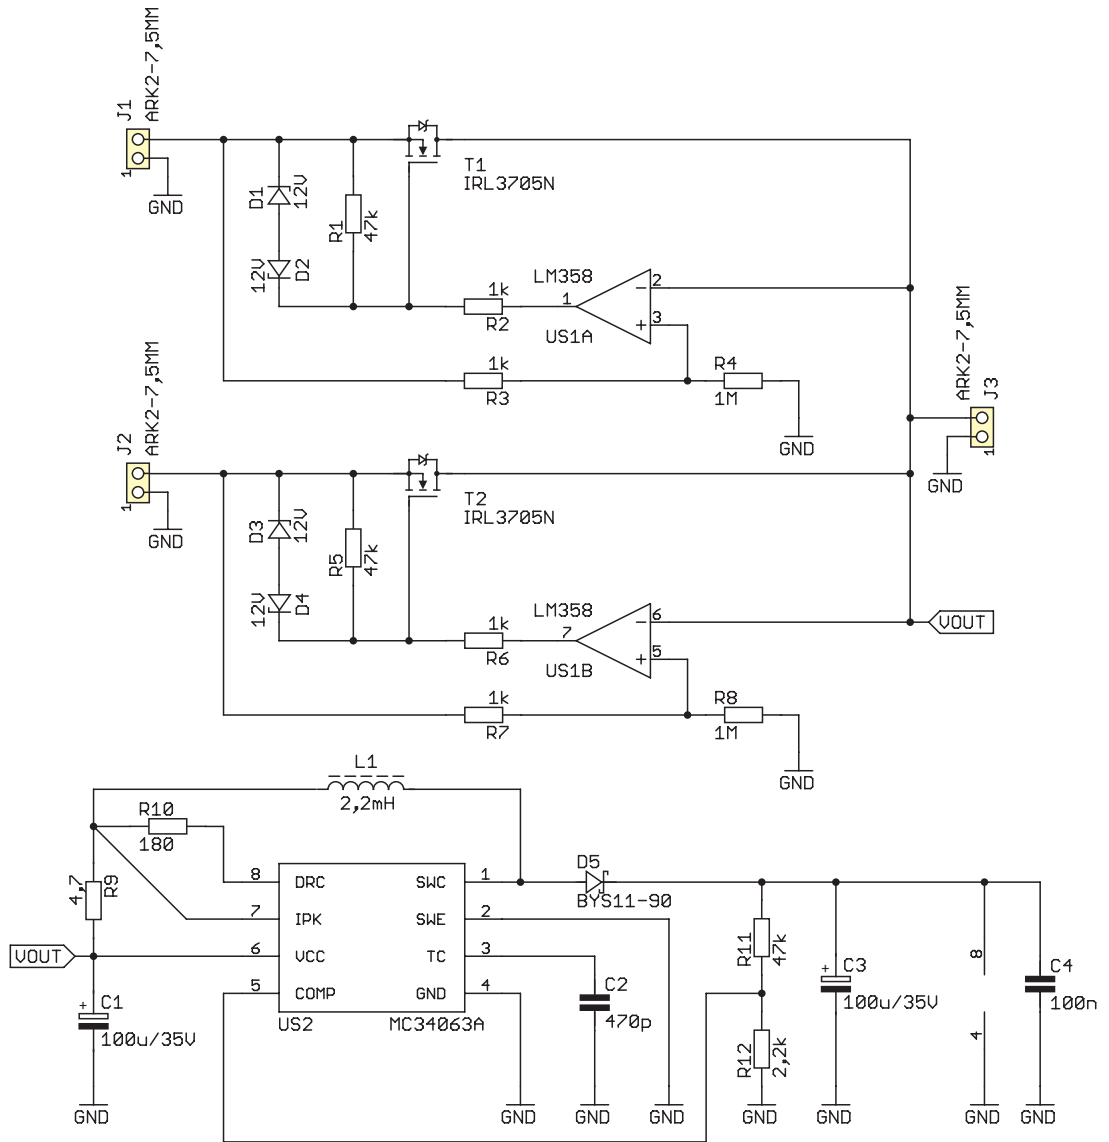 J1
ARK2-7,5MM
1
GND
D1
12V
R1
47k
T1
IRL3705N
12V
D2
1k
R2
LM358
1
2
3
US1A
1k
R3
R4
1M
GND
ARK2-7,5MM
J3
1
GND
J2
ARK2-7,5MM
1
GND
D3
12V
R5
47k
T2
IRL3705N
12V
D4
1k
R6
LM358
7
6
5
US1B
VOUT
1k
R7
R8
1M
GND
L1
2,2mH
R10
180
4,7
R9
8 DRC SWC 1
7 IPK SWE 2
6 VCC TC 3
5 COMP GND 4
US2 MC34063A
VOUT
D5
BYS11-90
+
C1
100u/35V
C2
470p
R11
47k
R12
2,2k
+
C3
100u/35V
8
4
C4
100n
GND
GND
GND
GND
GND
GND
GND
GND